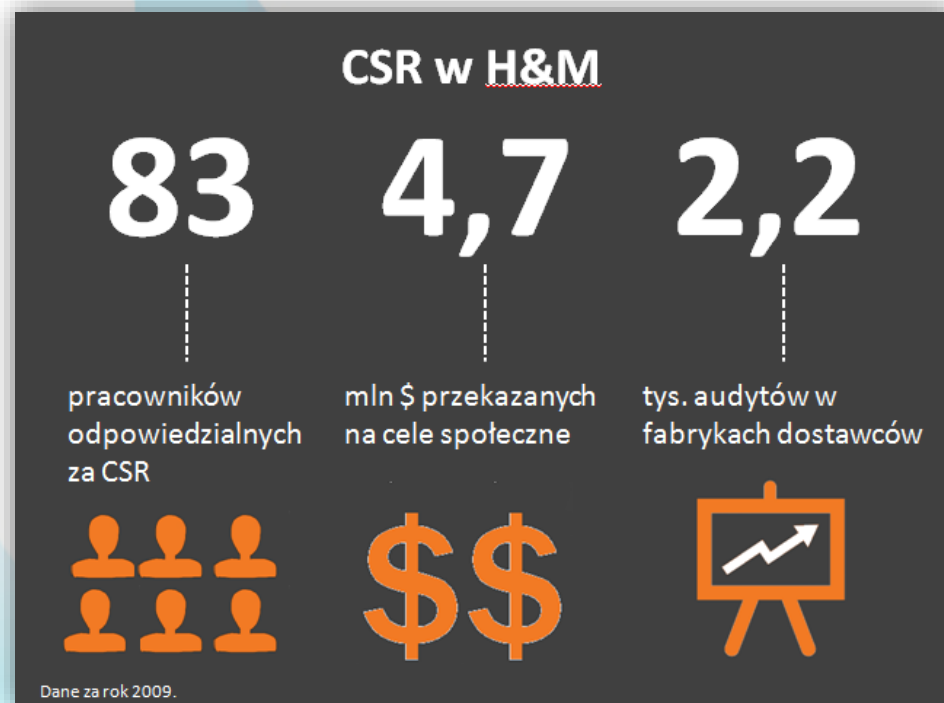 CSR w H&M
83
4,7
2,2
pracowników
odpowiedzialnych
za CSR
mln $ przekazanych
na cele społeczne
tys. audytów w
fabrykach dostawców
$$
Dane za rok 2009.